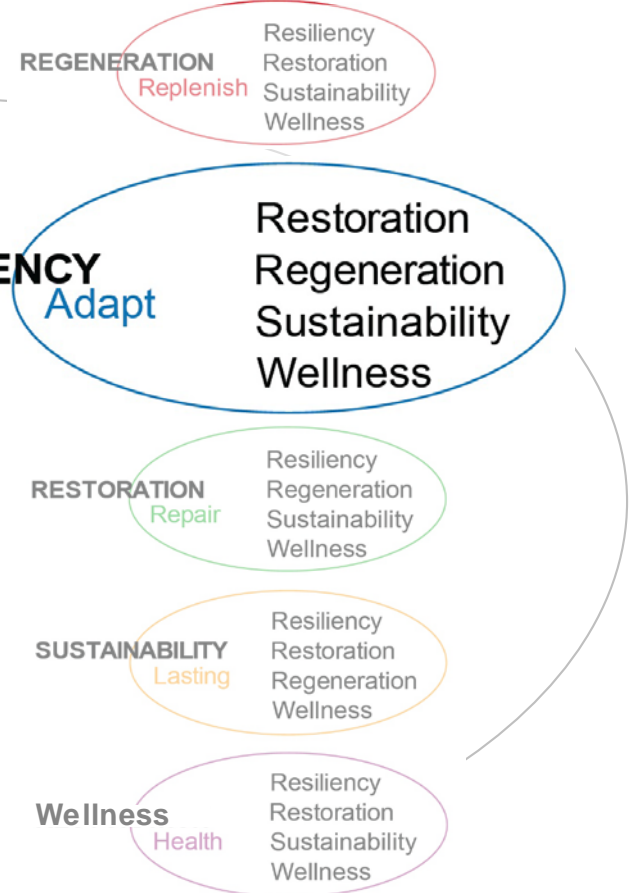 REGENERATION
Replenish
Resiliency
Restoration
Sustainability
Wellness
ENCY
Adapt
Restoration
Regeneration
Sustainability
Wellness
RESTORATION
Repair
Resiliency
Regeneration
Sustainability
Wellness
SUSTAINABILITY
Lasting
Resiliency
Restoration
Regeneration
Wellness
Wellness
Health
Resiliency
Restoration
Sustainability
Wellness